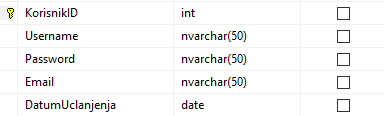 KorisnikID int
Username nvarchar(50)
Password nvarchar(50)
Email nvarchar(50)
DatumUclanjenja date